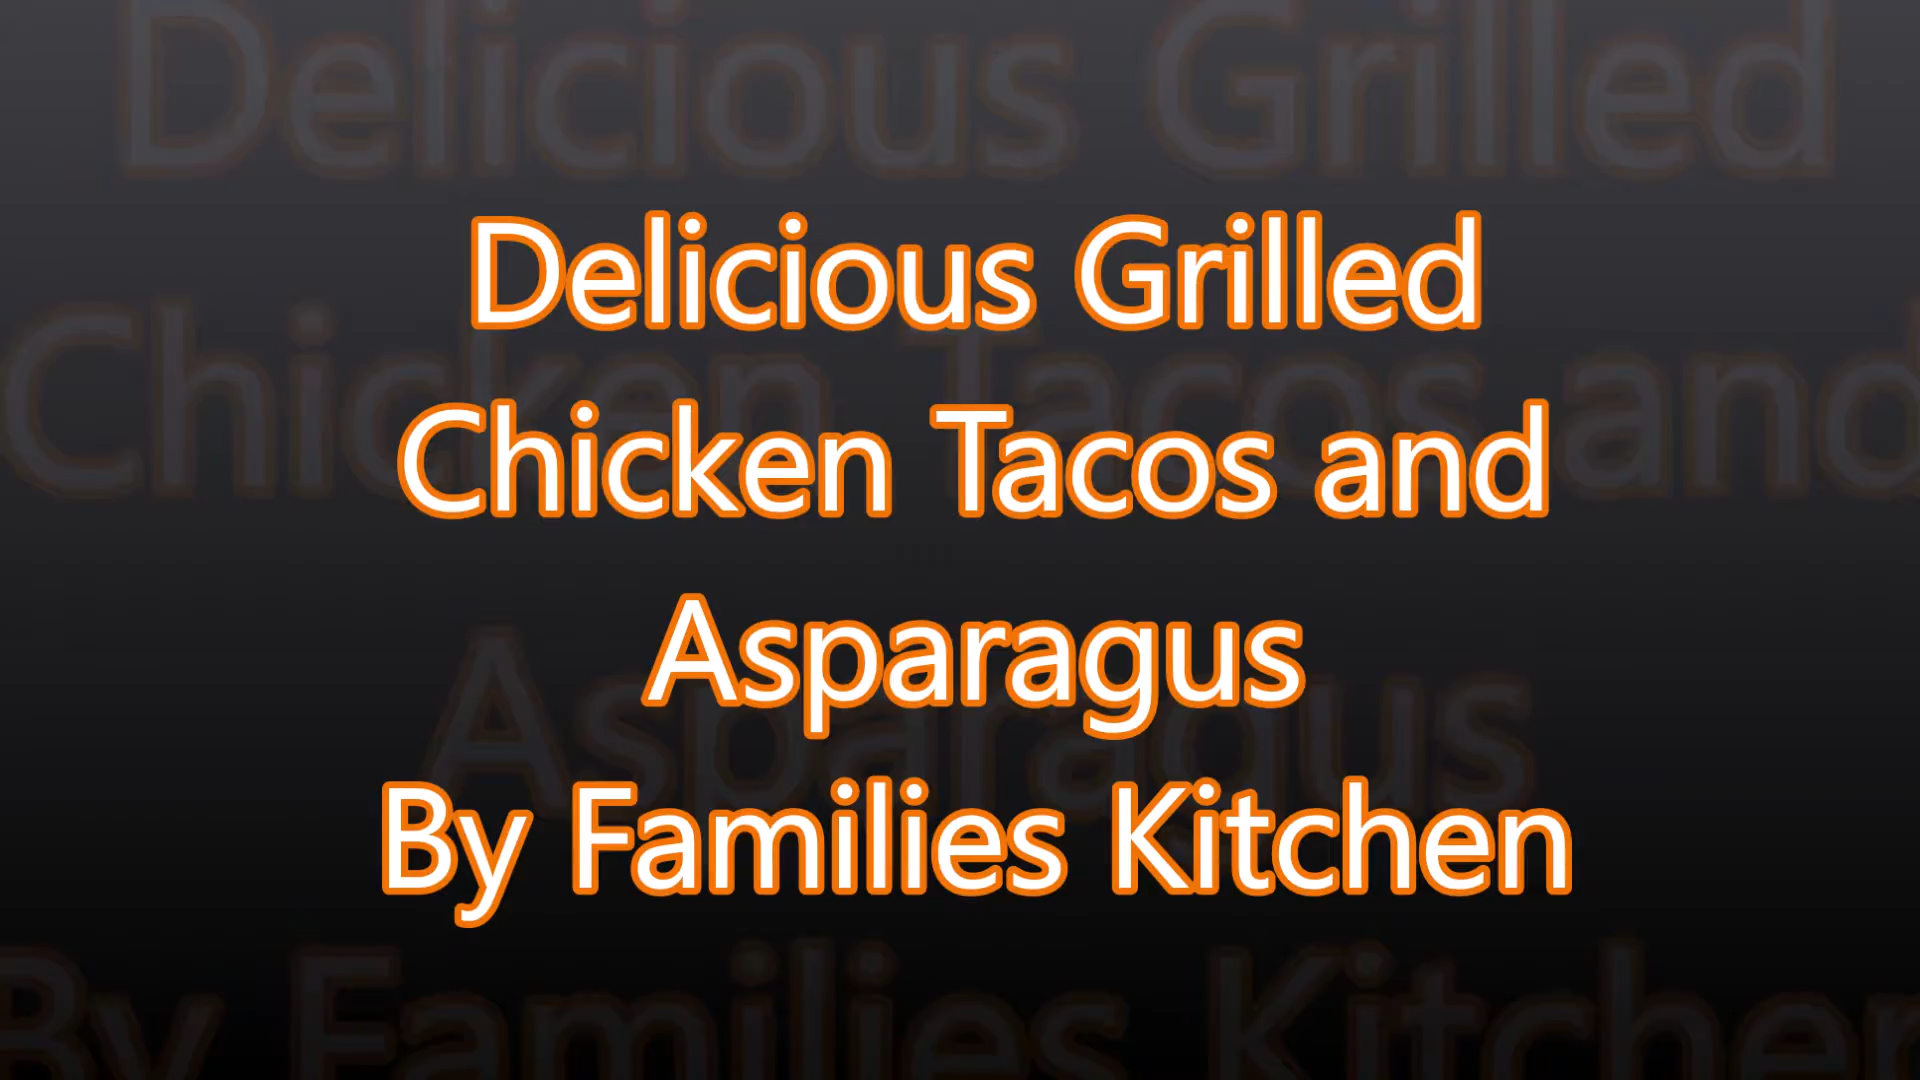 Delicious Grilled
Chicken Tacos and
Asparagus
By Families Kitchen